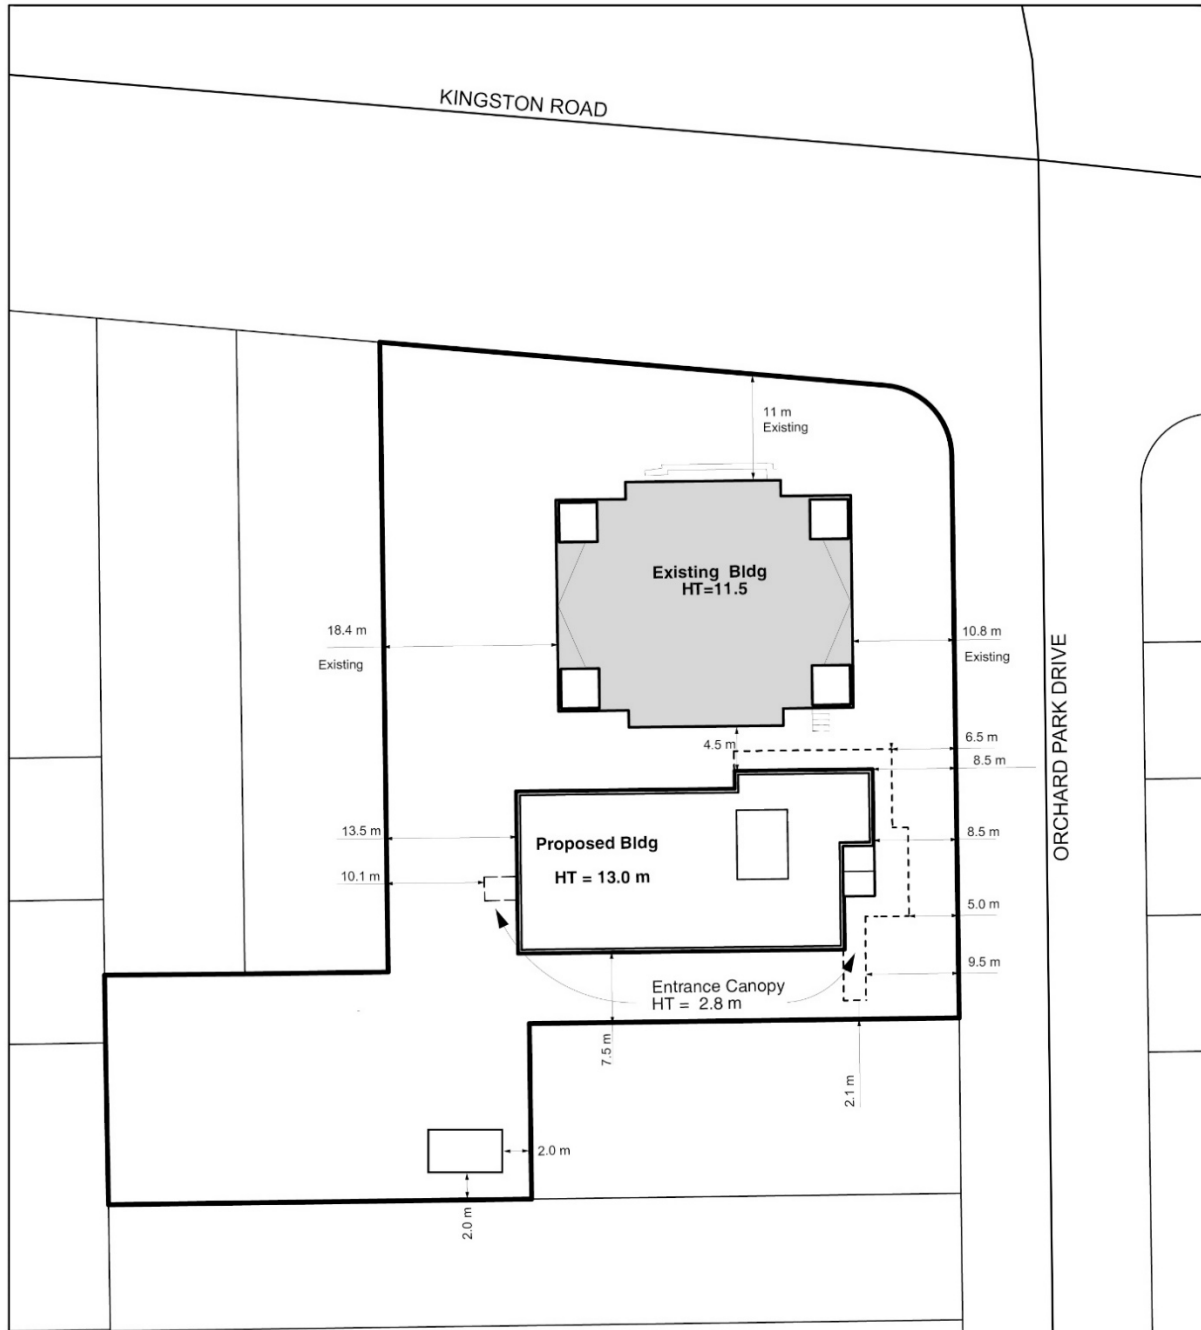 KINGSTON ROAD
11 m
Existing
Existing Bldg
HT=11.5
18.4 m
Existing
10.8 m
Existing
ORCHARD PARK DRIVE
4.5 m
6.5 m
8.5 m
13.5 m
Proposed Bldg
8.5 m
10.1 m
HT = 13.0 m
5.0 m
9.5 m
Entrance Canopy
HT = 2.8 m
7.5 m
2.1 m
2.0 m
2.0 m